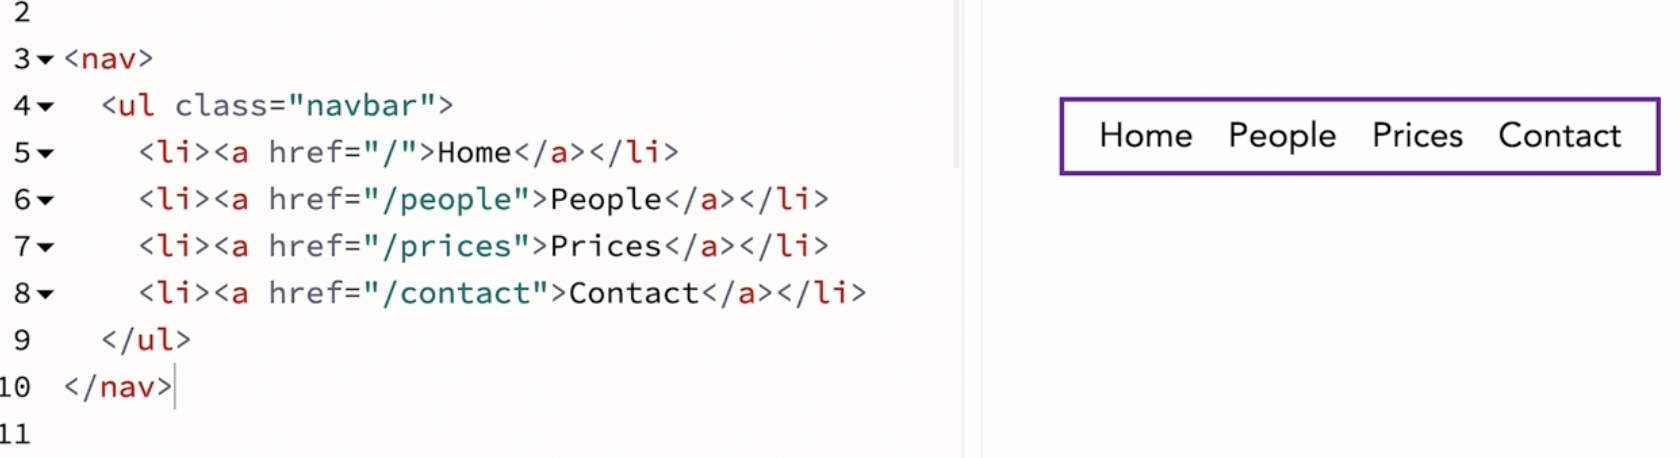 2
3 <nav>
4 <ul class="navbar">
5 <li><a href="/">Home</a></li>
6 <li><a href="/people">People</a></li>
7 <li><a href="/prices">Prices</a></li>
8 <li><a href="/contact">Contact</a></li>
9 </ul>
10 </nav>
11
Home People Prices Contact